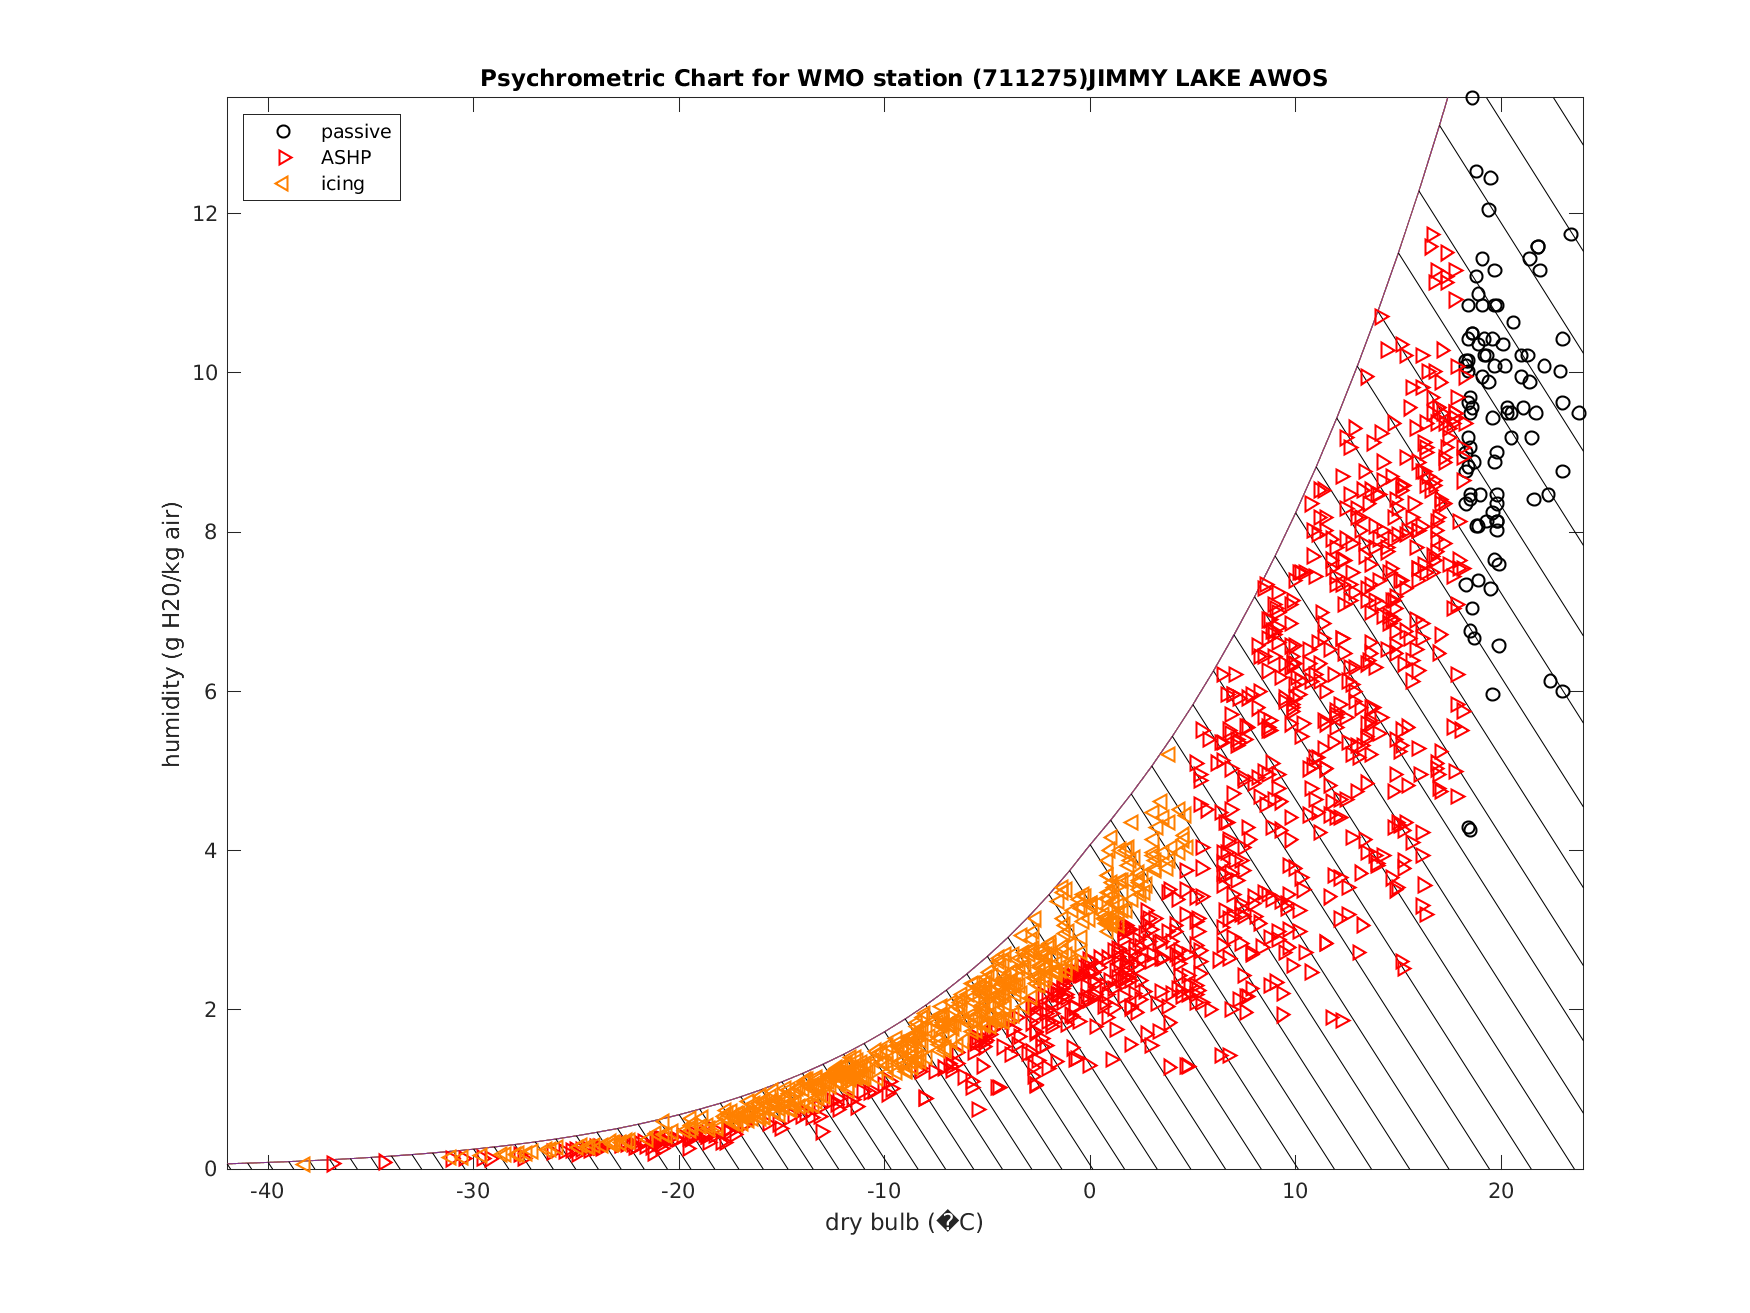 Psychrometric Chart for WMO station (711275)JIMMY LAKE AWOS
passive
ASHP
icing
12
10
8
6
4
2
0
humidity (g H20/kg air)
-40 -30 -20 -10 0 10 20
dry bulb (�C)